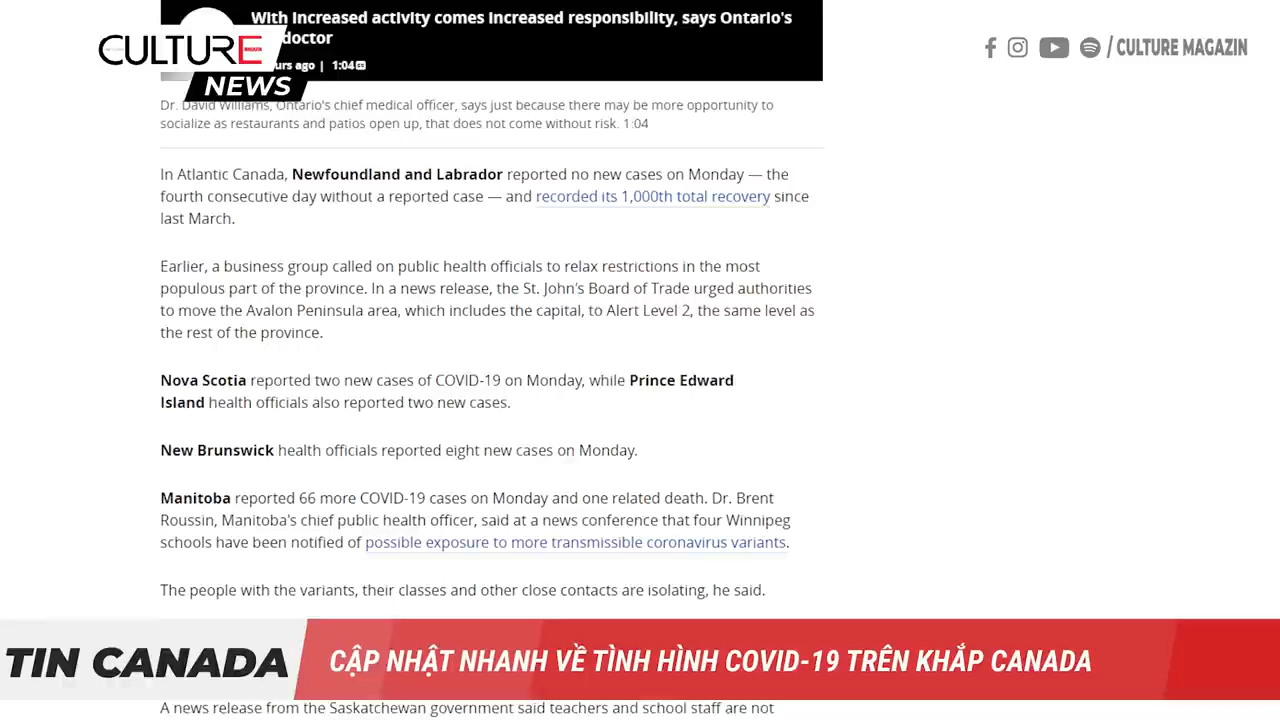 With increased activity comes increased responsibility, says Ontario's
doctor
ago | 1:04
CULTURE
NEWS
/ CULTURE MAGAZIN
Dr. David Williams, Ontario's chief medical officer, says just because there may be more opportunity to
socialize as restaurants and patios open up, that does not come without risk. 1:04
In Atlantic Canada, Newfoundland and Labrador reported no new cases on Monday — the
fourth consecutive day without a reported case — and recorded its 1,000th total recovery since
last March.
Earlier, a business group called on public health officials to relax restrictions in the most
populous part of the province. In a news release, the St. John's Board of Trade urged authorities
to move the Avalon Peninsula area, which includes the capital, to Alert Level 2, the same level as
the rest of the province.
Nova Scotia reported two new cases of COVID-19 on Monday, while Prince Edward
Island health officials also reported two new cases.
New Brunswick health officials reported eight new cases on Monday.
Manitoba reported 66 more COVID-19 cases on Monday and one related death. Dr. Brent
Roussin, Manitoba's chief public health officer, said at a news conference that four Winnipeg
schools have been notified of possible exposure to more transmissible coronavirus variants.
The people with the variants, their classes and other close contacts are isolating, he said.
TIN CANADA
CẬP NHẬT NHANH VỀ TÌNH HÌNH COVID-19 TRÊN KHẮP CANADA
A news release from the Saskatchewan government said teachers and school staff are not